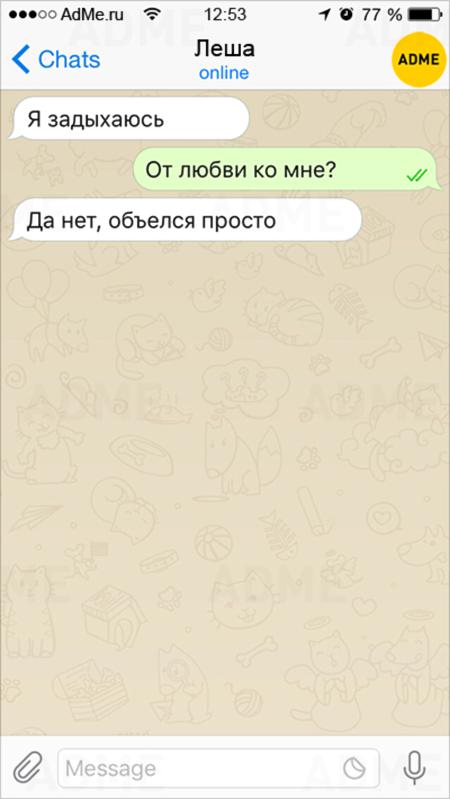 AdMe.ru 12:53 77 %
Chats Леша ADME
online
Я задыхаюсь
От любви ко мне?
Да нет, объелся просто
ADME
ADME
ADME
ADME
Message